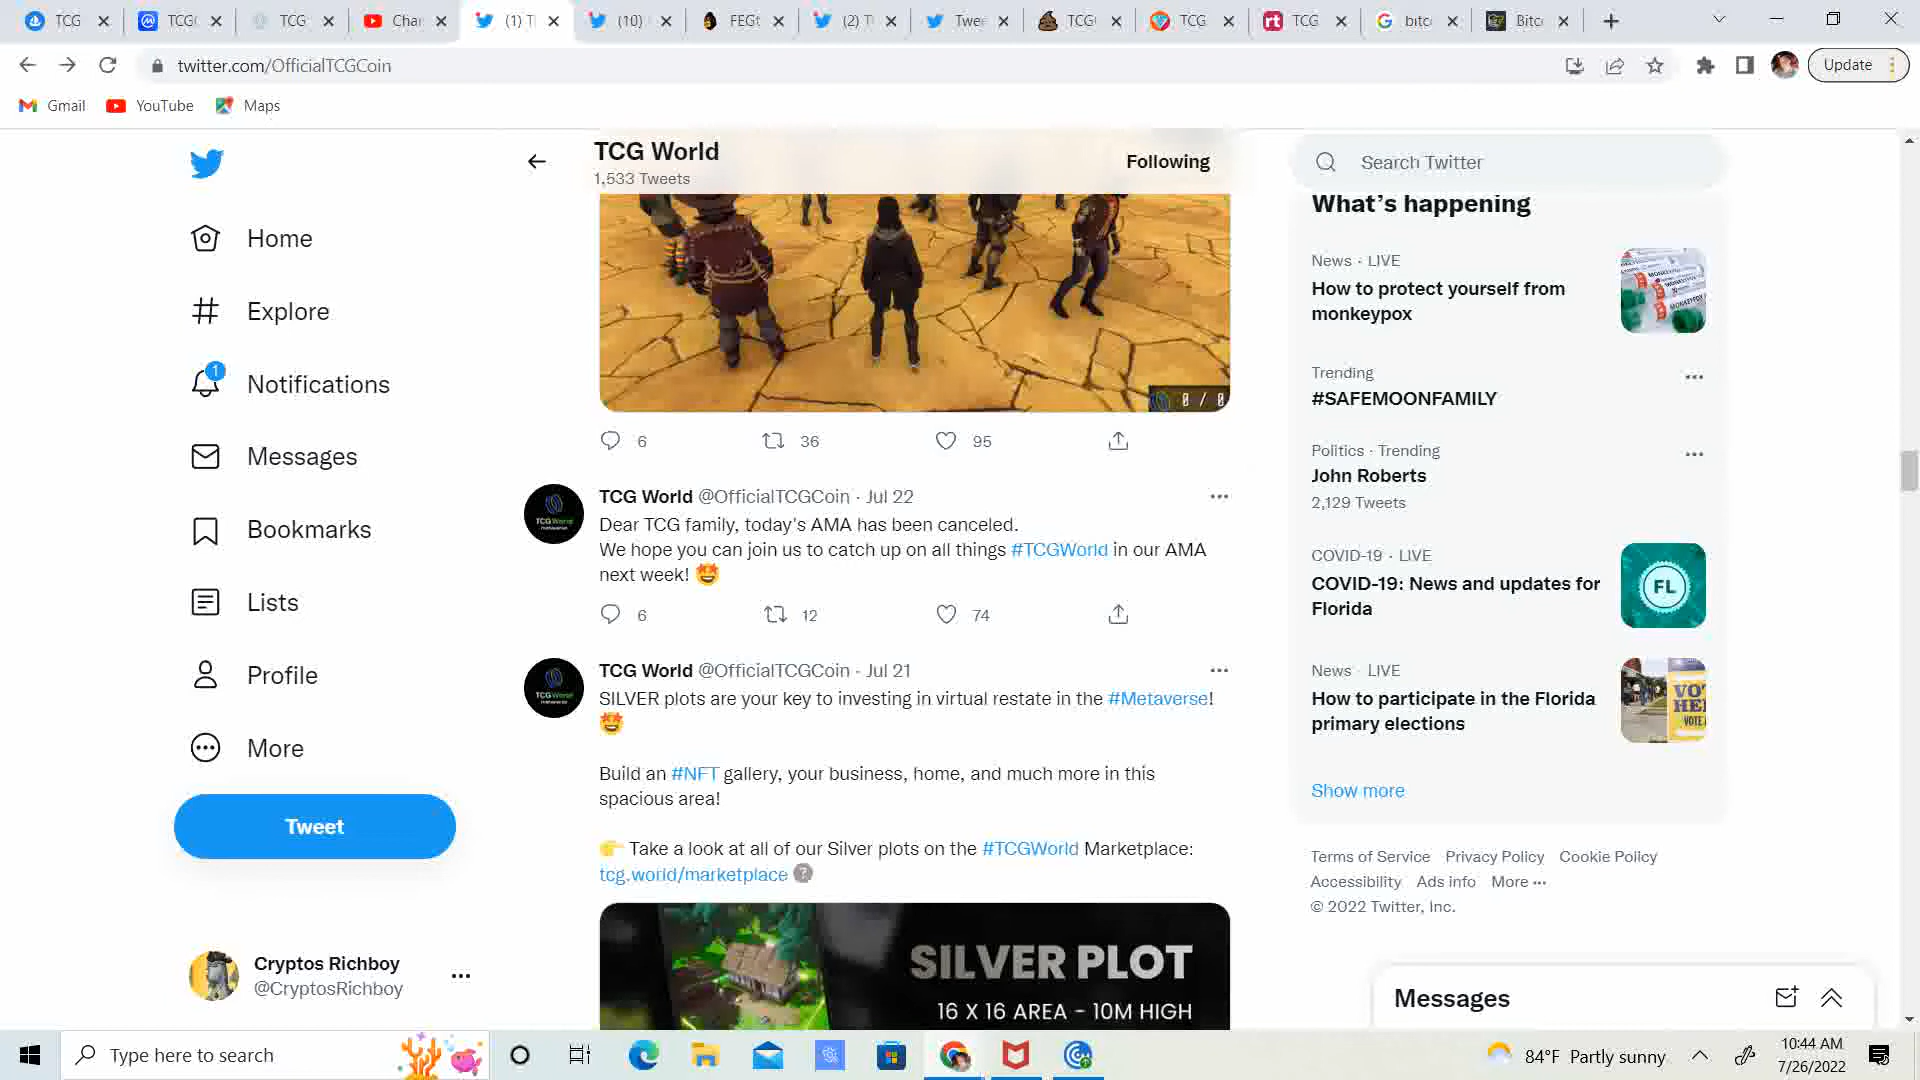 TCG
TCG
TCG
Char
(1) T
(10)
FEGt
(2) T
Twee
TCG
TCG
TCG
bitc
Bitc
twitter.com/OfficialTCGCoin
Update
Gmail
YouTube
Maps
TCG World
1,533 Tweets
Following
Search Twitter
What's happening
Home
Explore
1
Notifications
Messages
Bookmarks
Lists
Profile
More
Tweet
Cryptos Richboy
@CryptosRichboy
0 / 0
6
36
95
TCG World @OfficialTCGCoin · Jul 22
Dear TCG family, today's AMA has been canceled.
We hope you can join us to catch up on all things #TCGWorld in our AMA
next week! 🤩
6
12
74
TCG World @OfficialTCGCoin · Jul 21
SILVER plots are your key to investing in virtual restate in the #Metaverse!
🤩
Build an #NFT gallery, your business, home, and much more in this
spacious area!
👉 Take a look at all of our Silver plots on the #TCGWorld Marketplace:
tcg.world/marketplace
SILVER PLOT
16 X 16 AREA - 10M HIGH
News · LIVE
How to protect yourself from
monkeypox
Trending
#SAFEMOONFAMILY
Politics · Trending
John Roberts
2,129 Tweets
COVID-19 · LIVE
COVID-19: News and updates for
Florida
FL
News · LIVE
How to participate in the Florida
primary elections
Show more
Terms of Service Privacy Policy Cookie Policy
Accessibility Ads info More ···
© 2022 Twitter, Inc.
Messages
Type here to search
84°F Partly sunny
10:44 AM
7/26/2022